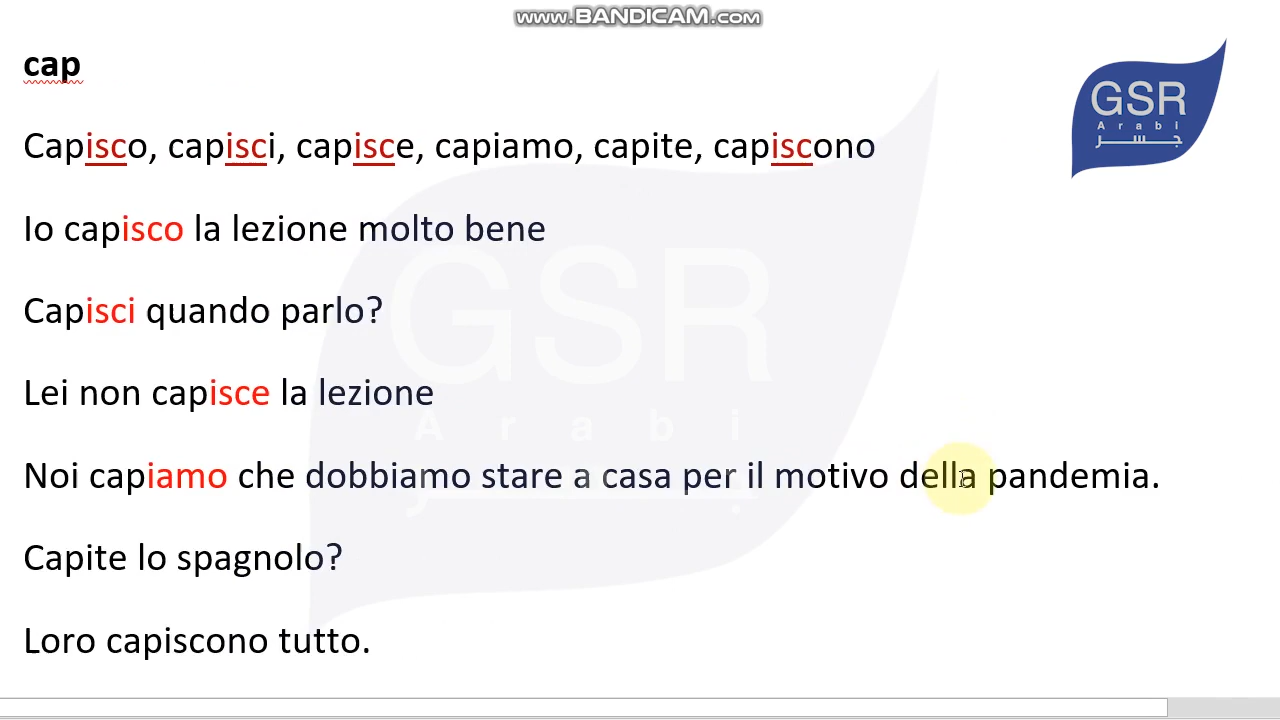 www.BANDICAM.com
cap
GSR
Arabi
جسر
Capisco, capisci, capisce, capiamo, capite, capiscono
Io capisco la lezione molto bene
Capisci quando parlo?
GSR
Lei non capisce la lezione
Arabi
Noi capiamo che dobbiamo stare a casa per il motivo della pandemia.
Capite lo spagnolo?
Loro capiscono tutto.